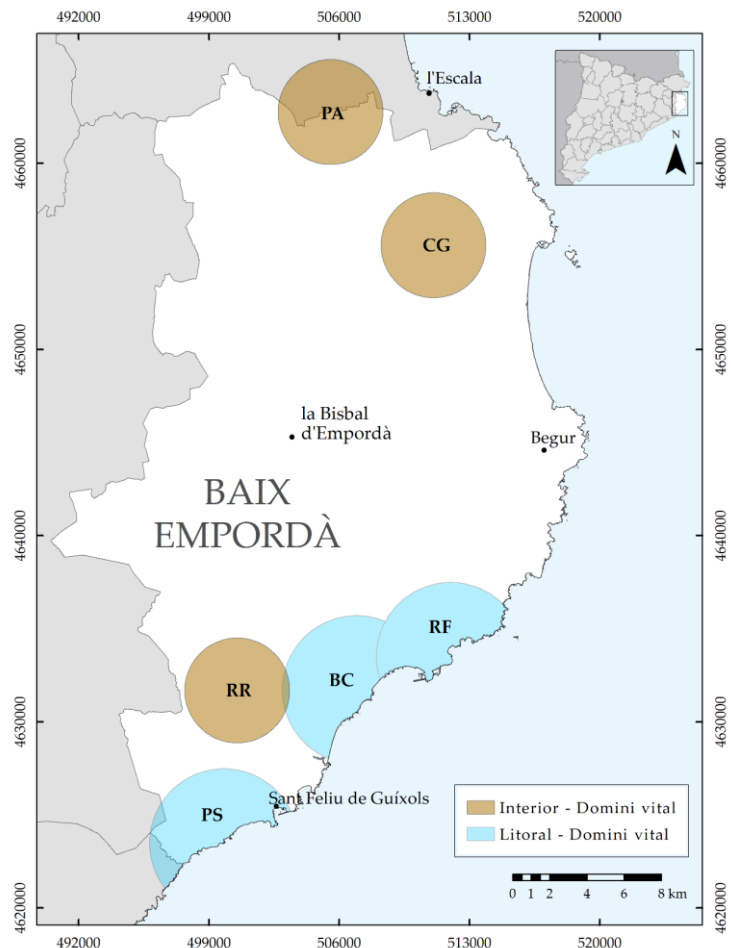 492000
499000
506000
513000
520000
l'Escala
PA
N
4660000
4660000
CG
4650000
4650000
la Bisbal
d'Empordà
Begur
BAIX
EMPORDÀ
4640000
4640000
RF
BC
RR
4630000
4630000
Sant Feliu de Guíxols
PS
Interior - Domini vital
Litoral - Domini vital
0 1 2 4 6 8 km
4620000
4620000
492000
499000
506000
513000
520000